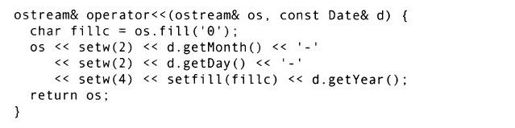 ostream& operator<<(ostream& os, const Date& d) {
  char fillc = os.fill('0');
  os << setw(2) << d.getMonth() << '-'
     << setw(2) << d.getDay() << '-'
     << setw(4) << setfill(fillc) << d.getYear();
  return os;
}